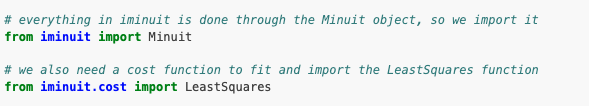 # everything in iminuit is done through the Minuit object, so we import it
from iminuit import Minuit
# we also need a cost function to fit and import the LeastSquares function
from iminuit.cost import LeastSquares